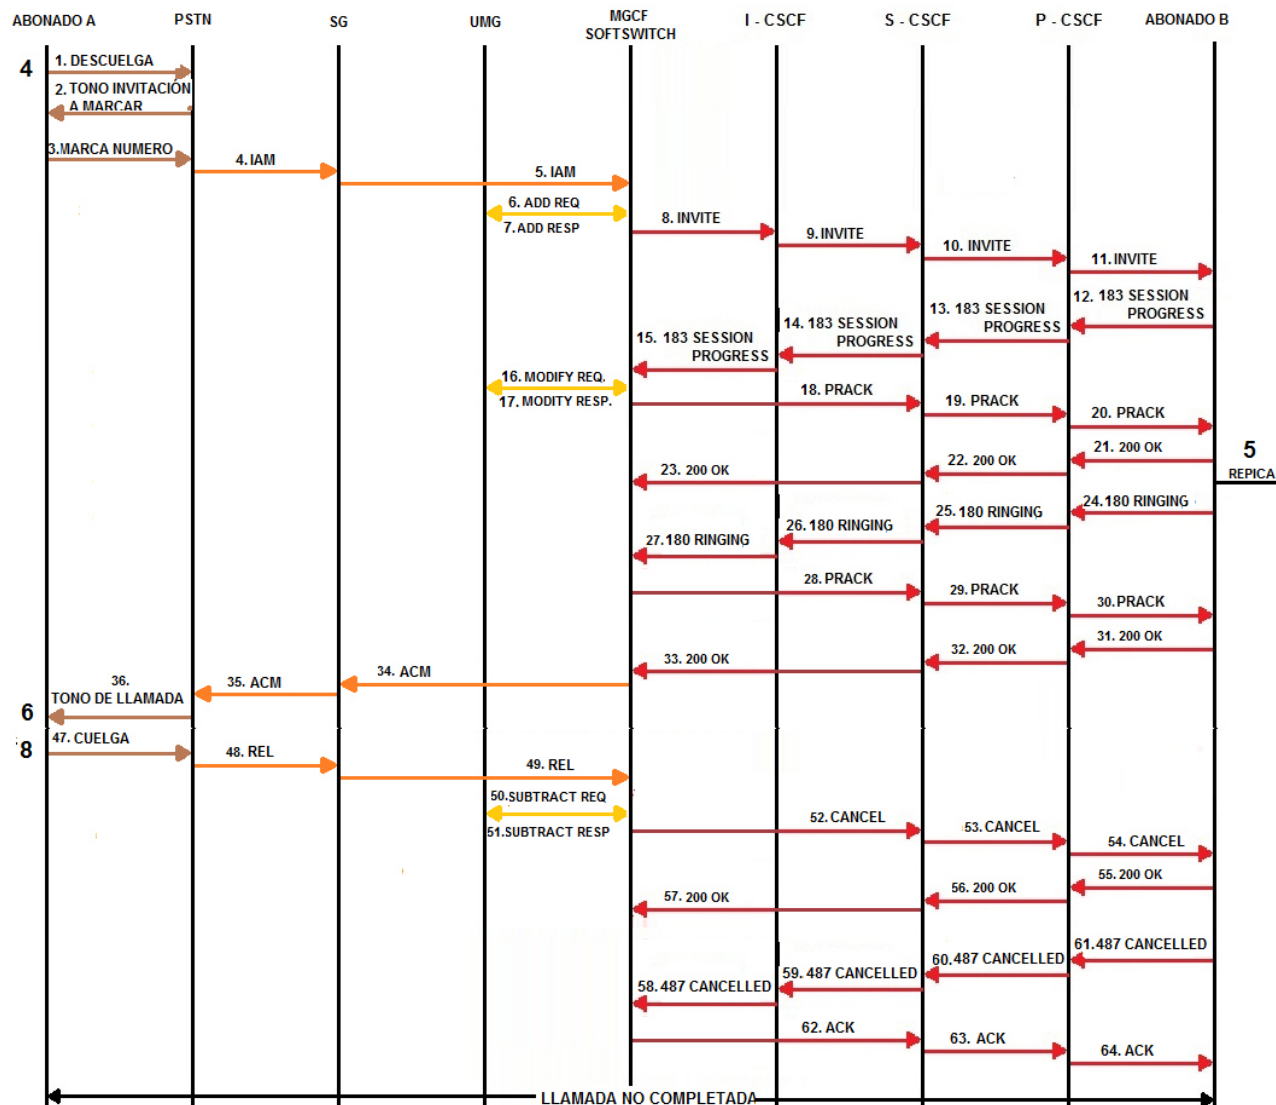 ABONADO A
PSTN
SG
UMG
MGCF
SOFTSWITCH
I - CSCF
S - CSCF
P - CSCF
ABONADO B
4
1. DESCUELGA
2. TONO INVITACIÓN
A MARCAR
3.MARCA NUMERO
4. IAM
5. IAM
6. ADD REQ
7. ADD RESP
8. INVITE
9. INVITE
10. INVITE
11. INVITE
12. 183 SESSION
PROGRESS
13. 183 SESSION
PROGRESS
14. 183 SESSION
PROGRESS
15. 183 SESSION
PROGRESS
16. MODIFY REQ.
17. MODITY RESP.
18. PRACK
19. PRACK
20. PRACK
21. 200 OK
22. 200 OK
23. 200 OK
5
REPICA
24.180 RINGING
25.180 RINGING
26.180 RINGING
27.180 RINGING
28. PRACK
29. PRACK
30.PRACK
31. 200 OK
32. 200 OK
33. 200 OK
34. ACM
35. ACM
36.
TONO DE LLAMADA
6
8
47. CUELGA
48. REL
49. REL
50.SUBTRACT REQ
51.SUBTRACT RESP
52.CANCEL
53.CANCEL
54. CANCEL
55.200 OK
56. 200 OK
57. 200 OK
61.487 CANCELLED
60.487 CANCELLED
59.487 CANCELLED
58.487 CANCELLED
62. ACK
63. ACK
64. ACK
LLAMADA NO COMPLETADA